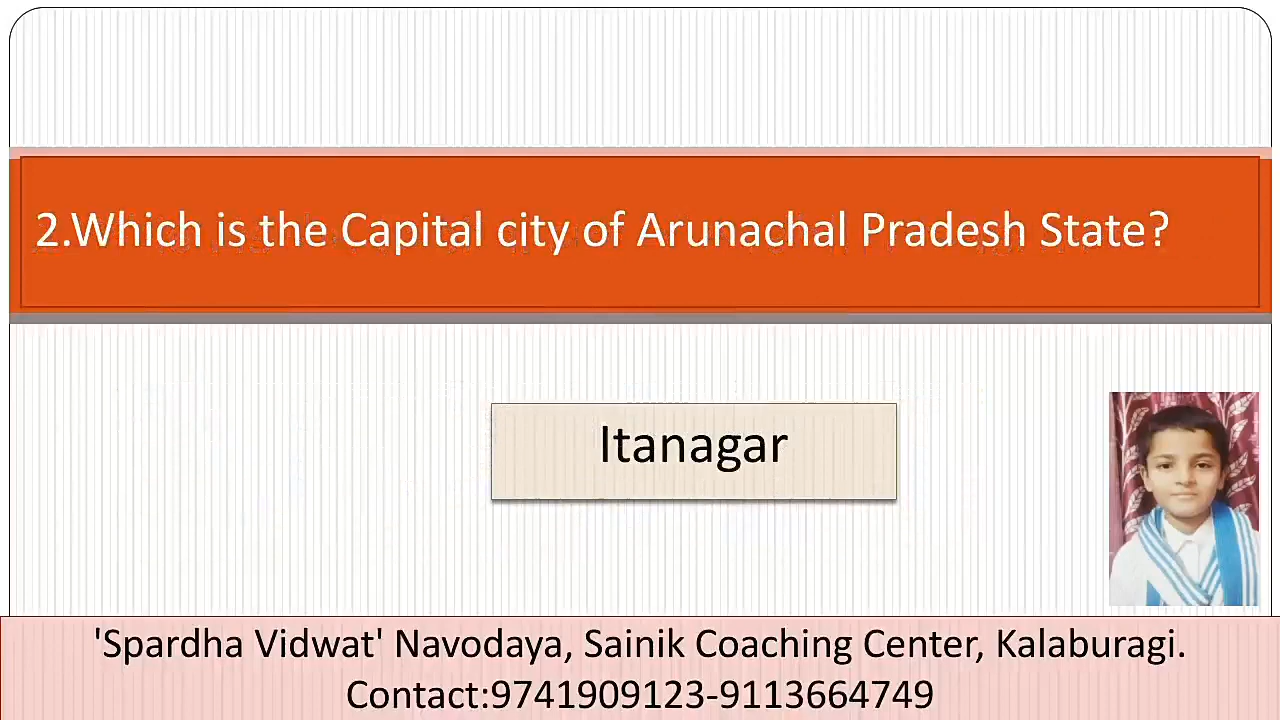 2.Which is the Capital city of Arunachal Pradesh State?
Itanagar
'Spardha Vidwat' Navodaya, Sainik Coaching Center, Kalaburagi.
Contact:9741909123-9113664749